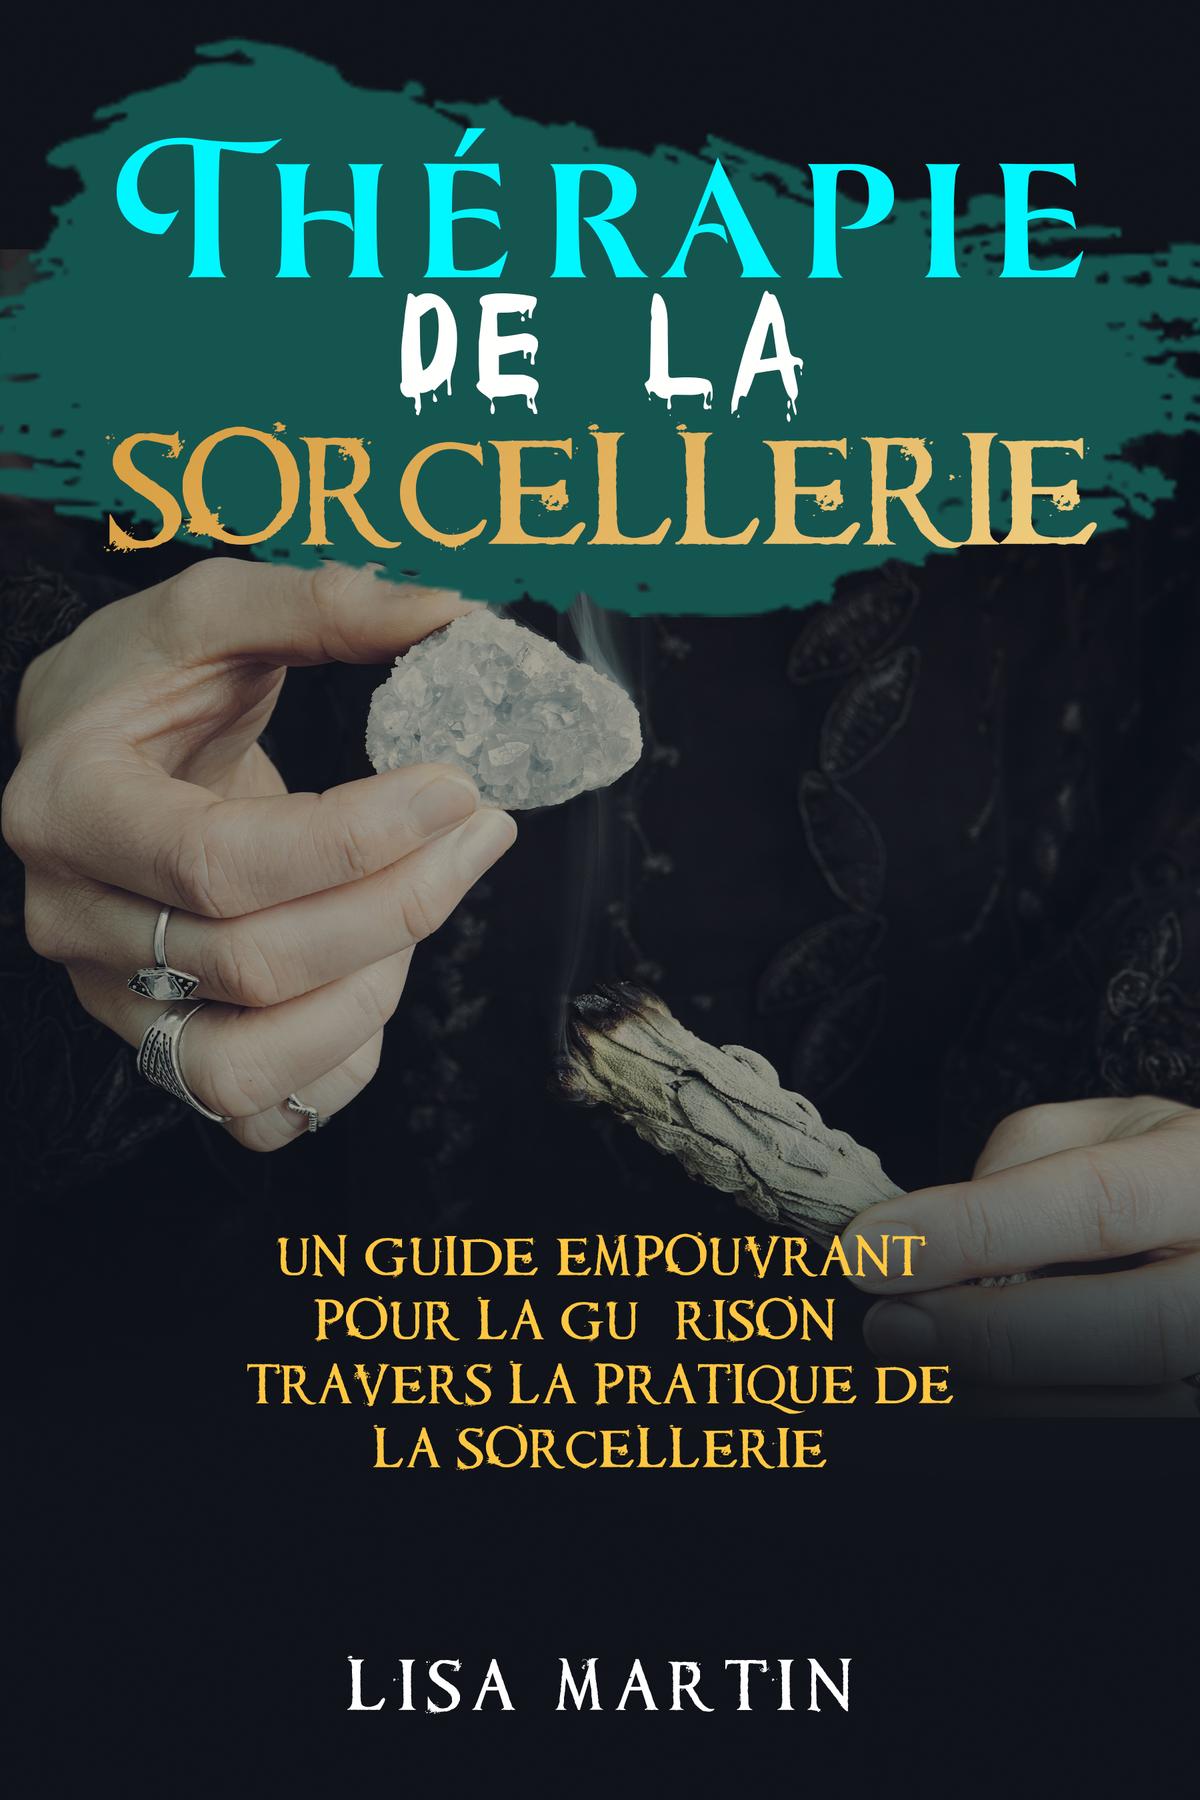 THÉRAPIE
DE LA
SORCELLERIE
UN GUIDE EMPOUVRANT
POUR LA GU RISON
TRAVERS LA PRATIQUE DE
LA SORCELLERIE
LISA MARTIN